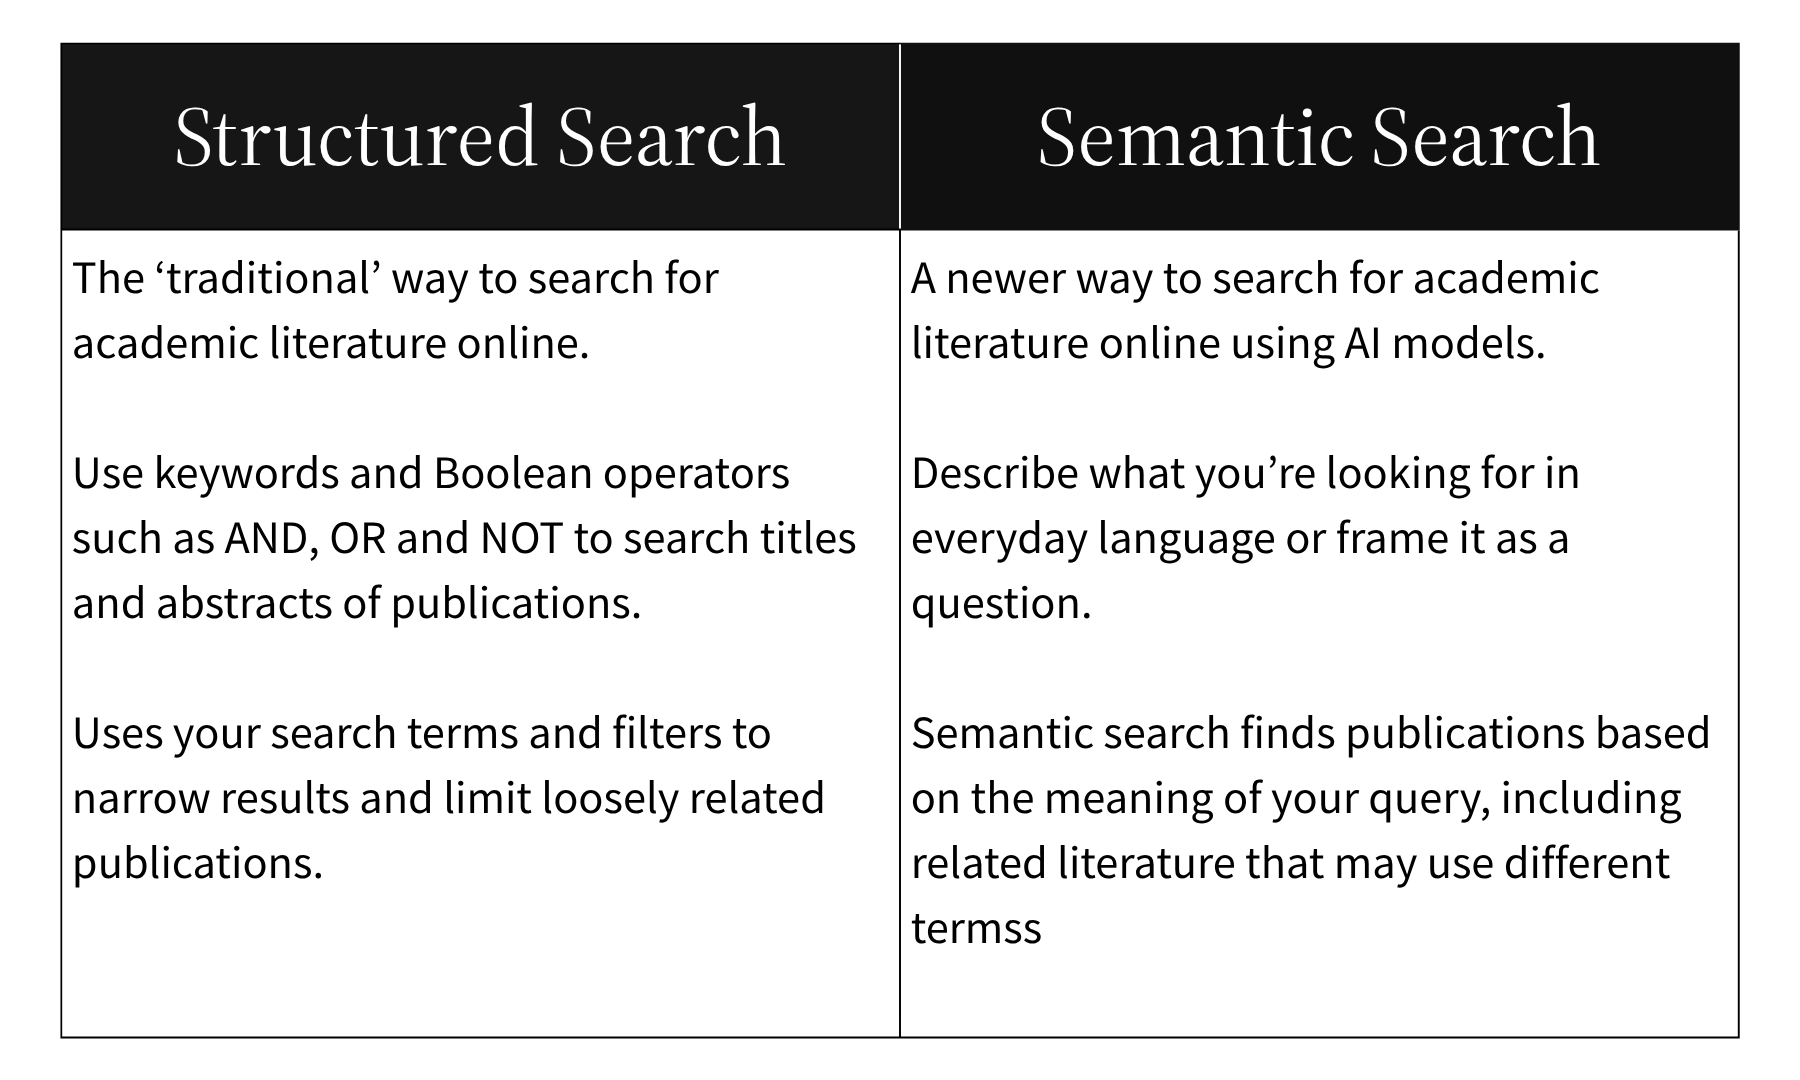 Structured Search
Semantic Search
The ‘traditional’ way to search for
academic literature online.
Use keywords and Boolean operators
such as AND, OR and NOT to search titles
and abstracts of publications.
Uses your search terms and filters to
narrow results and limit loosely related
publications.
A newer way to search for academic
literature online using AI models.
Describe what you’re looking for in
everyday language or frame it as a
question.
Semantic search finds publications based
on the meaning of your query, including
related literature that may use different
termss